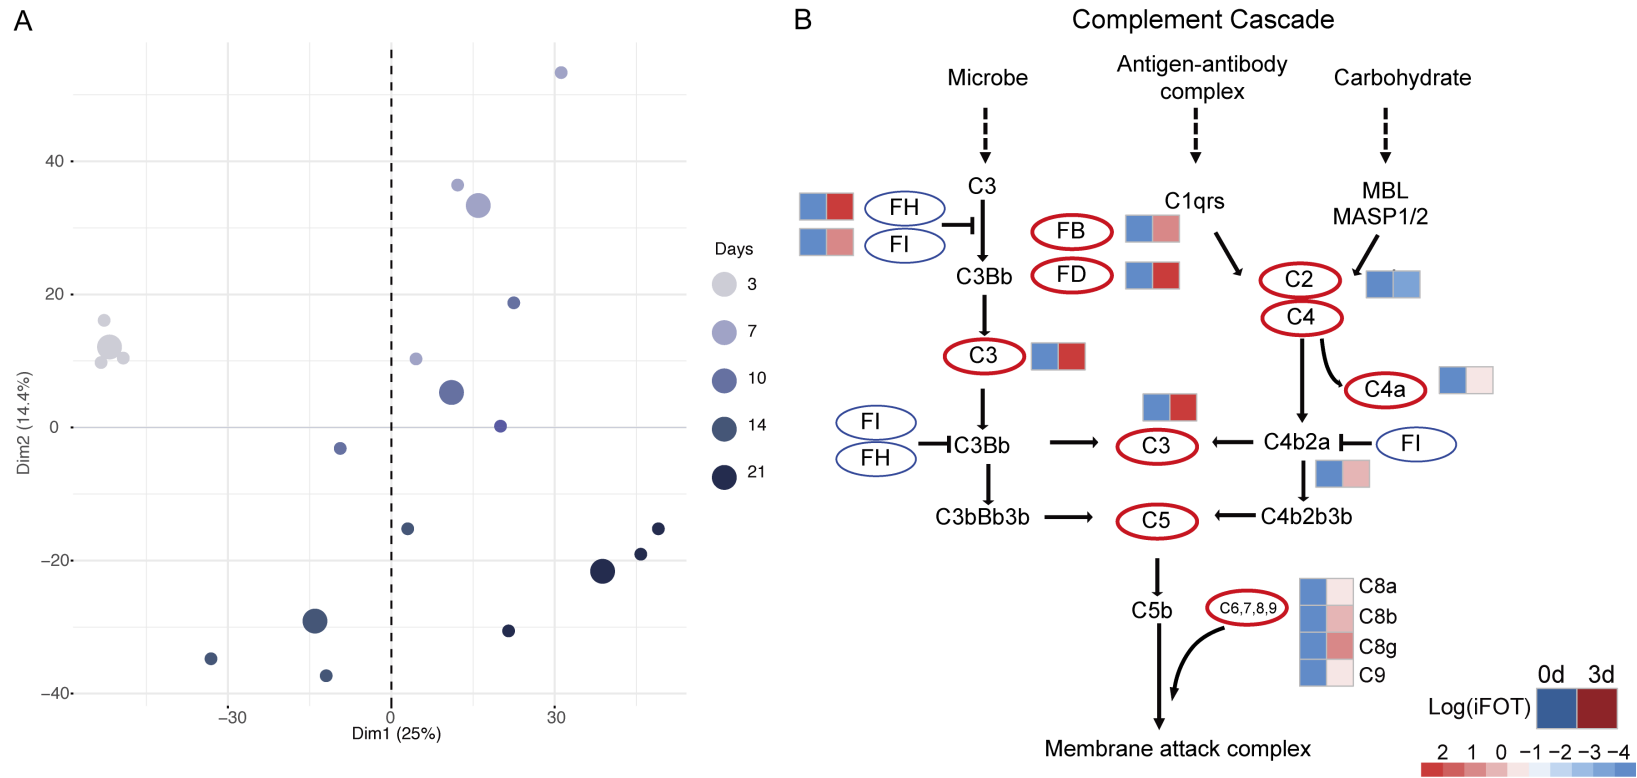 A
40
20
0
−20
−40
Dim2 (14.4%)
−30
0
30
Dim1 (25%)
Days
3
7
10
14
21
B
Complement Cascade
Microbe
Antigen-antibody
complex
Carbohydrate
C3
C1qrs
MBL
MASP1/2
FH
FI
FB
FD
C3Bb
C2
C4
C3
C4a
FI
FH
C3Bb
C3
C4b2a
FI
C3bBb3b
C5
C4b2b3b
C5b
C6,7,8,9
C8a
C8b
C8g
C9
0d 3d
Log(iFOT)
2 1 0 −1 −2 −3 −4
Membrane attack complex